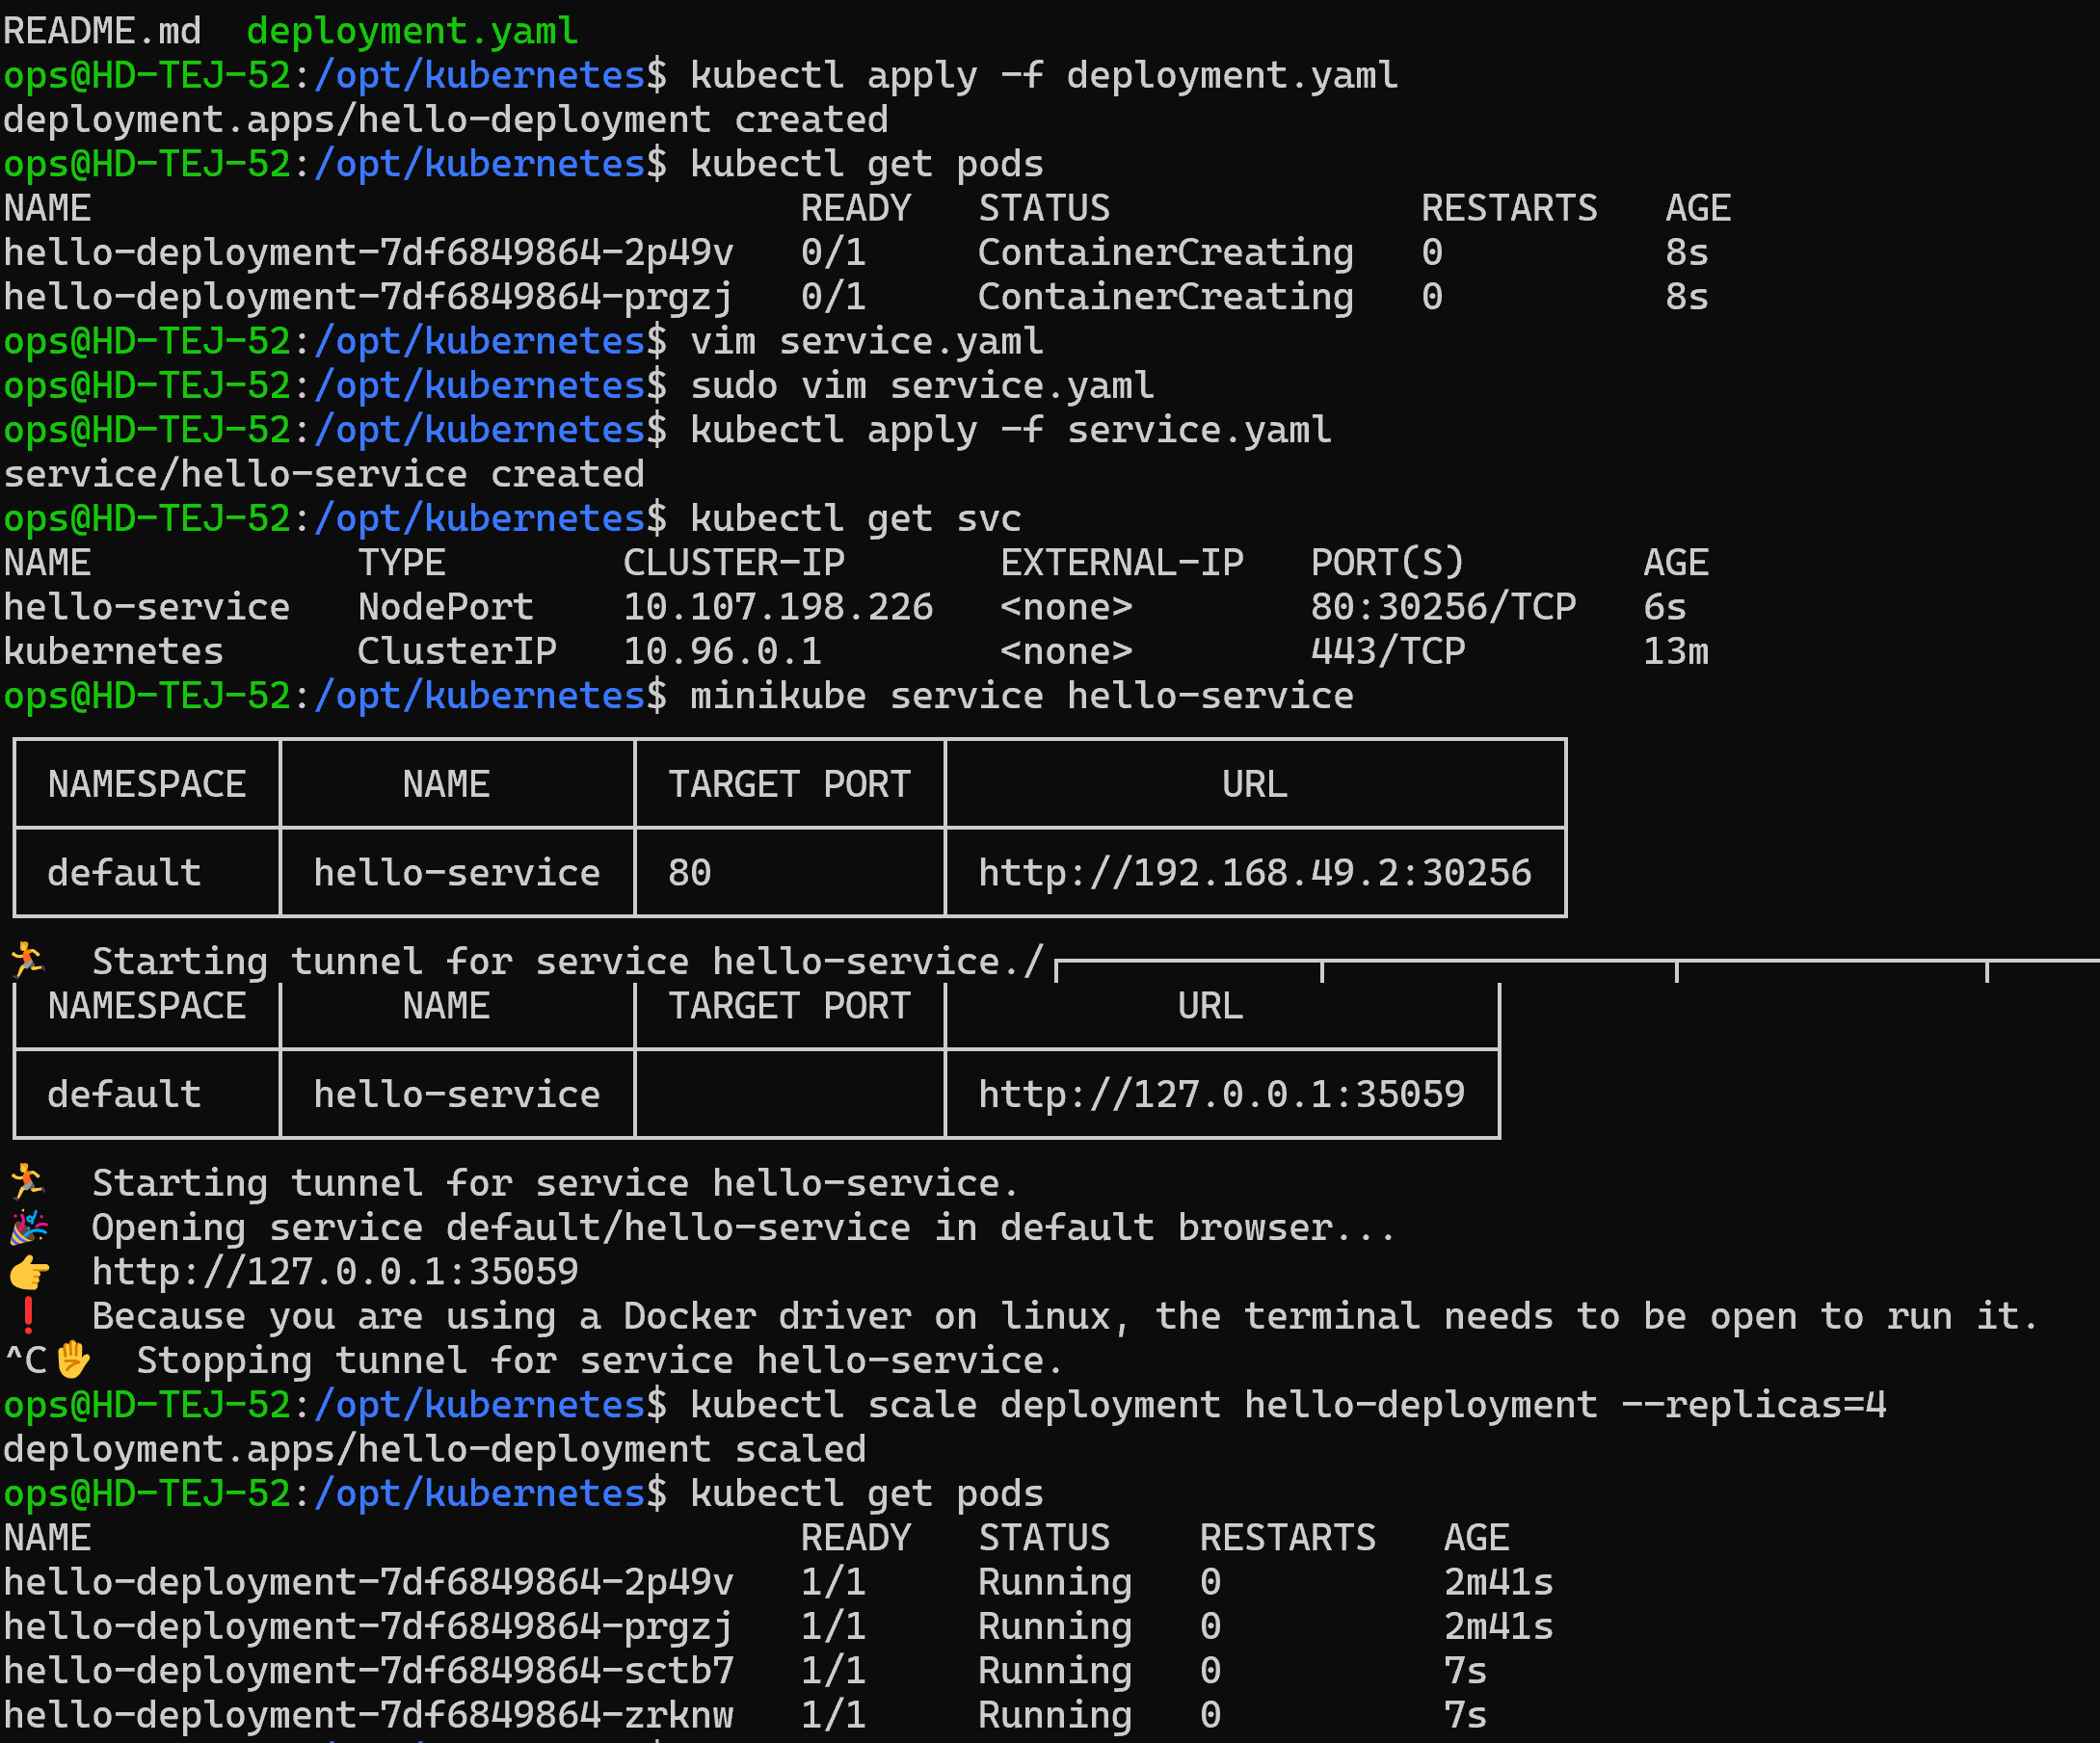 README.md  deployment.yaml
ops@HD-TEJ-52:/opt/kubernetes$ kubectl apply -f deployment.yaml
deployment.apps/hello-deployment created
ops@HD-TEJ-52:/opt/kubernetes$ kubectl get pods
NAME                                READY   STATUS              RESTARTS   AGE
hello-deployment-7df6849864-2p49v   0/1     ContainerCreating   0          8s
hello-deployment-7df6849864-prgzj   0/1     ContainerCreating   0          8s
ops@HD-TEJ-52:/opt/kubernetes$ vim service.yaml
ops@HD-TEJ-52:/opt/kubernetes$ sudo vim service.yaml
ops@HD-TEJ-52:/opt/kubernetes$ kubectl apply -f service.yaml
service/hello-service created
ops@HD-TEJ-52:/opt/kubernetes$ kubectl get svc
NAME            TYPE        CLUSTER-IP       EXTERNAL-IP   PORT(S)        AGE
hello-service   NodePort    10.107.198.226   <none>        80:30256/TCP   6s
kubernetes      ClusterIP   10.96.0.1        <none>        443/TCP        13m
ops@HD-TEJ-52:/opt/kubernetes$ minikube service hello-service
NAMESPACE NAME TARGET PORT URL
default hello-service 80 http://192.168.49.2:30256
🏃  Starting tunnel for service hello-service./
NAMESPACE NAME TARGET PORT URL
default hello-service http://127.0.0.1:35059
🏃  Starting tunnel for service hello-service.
🎉  Opening service default/hello-service in default browser...
👉  http://127.0.0.1:35059
❗  Because you are using a Docker driver on linux, the terminal needs to be open to run it.
^C✋  Stopping tunnel for service hello-service.
ops@HD-TEJ-52:/opt/kubernetes$ kubectl scale deployment hello-deployment --replicas=4
deployment.apps/hello-deployment scaled
ops@HD-TEJ-52:/opt/kubernetes$ kubectl get pods
NAME                                READY   STATUS    RESTARTS   AGE
hello-deployment-7df6849864-2p49v   1/1     Running   0          2m41s
hello-deployment-7df6849864-prgzj   1/1     Running   0          2m41s
hello-deployment-7df6849864-sctb7   1/1     Running   0          7s
hello-deployment-7df6849864-zrknw   1/1     Running   0          7s